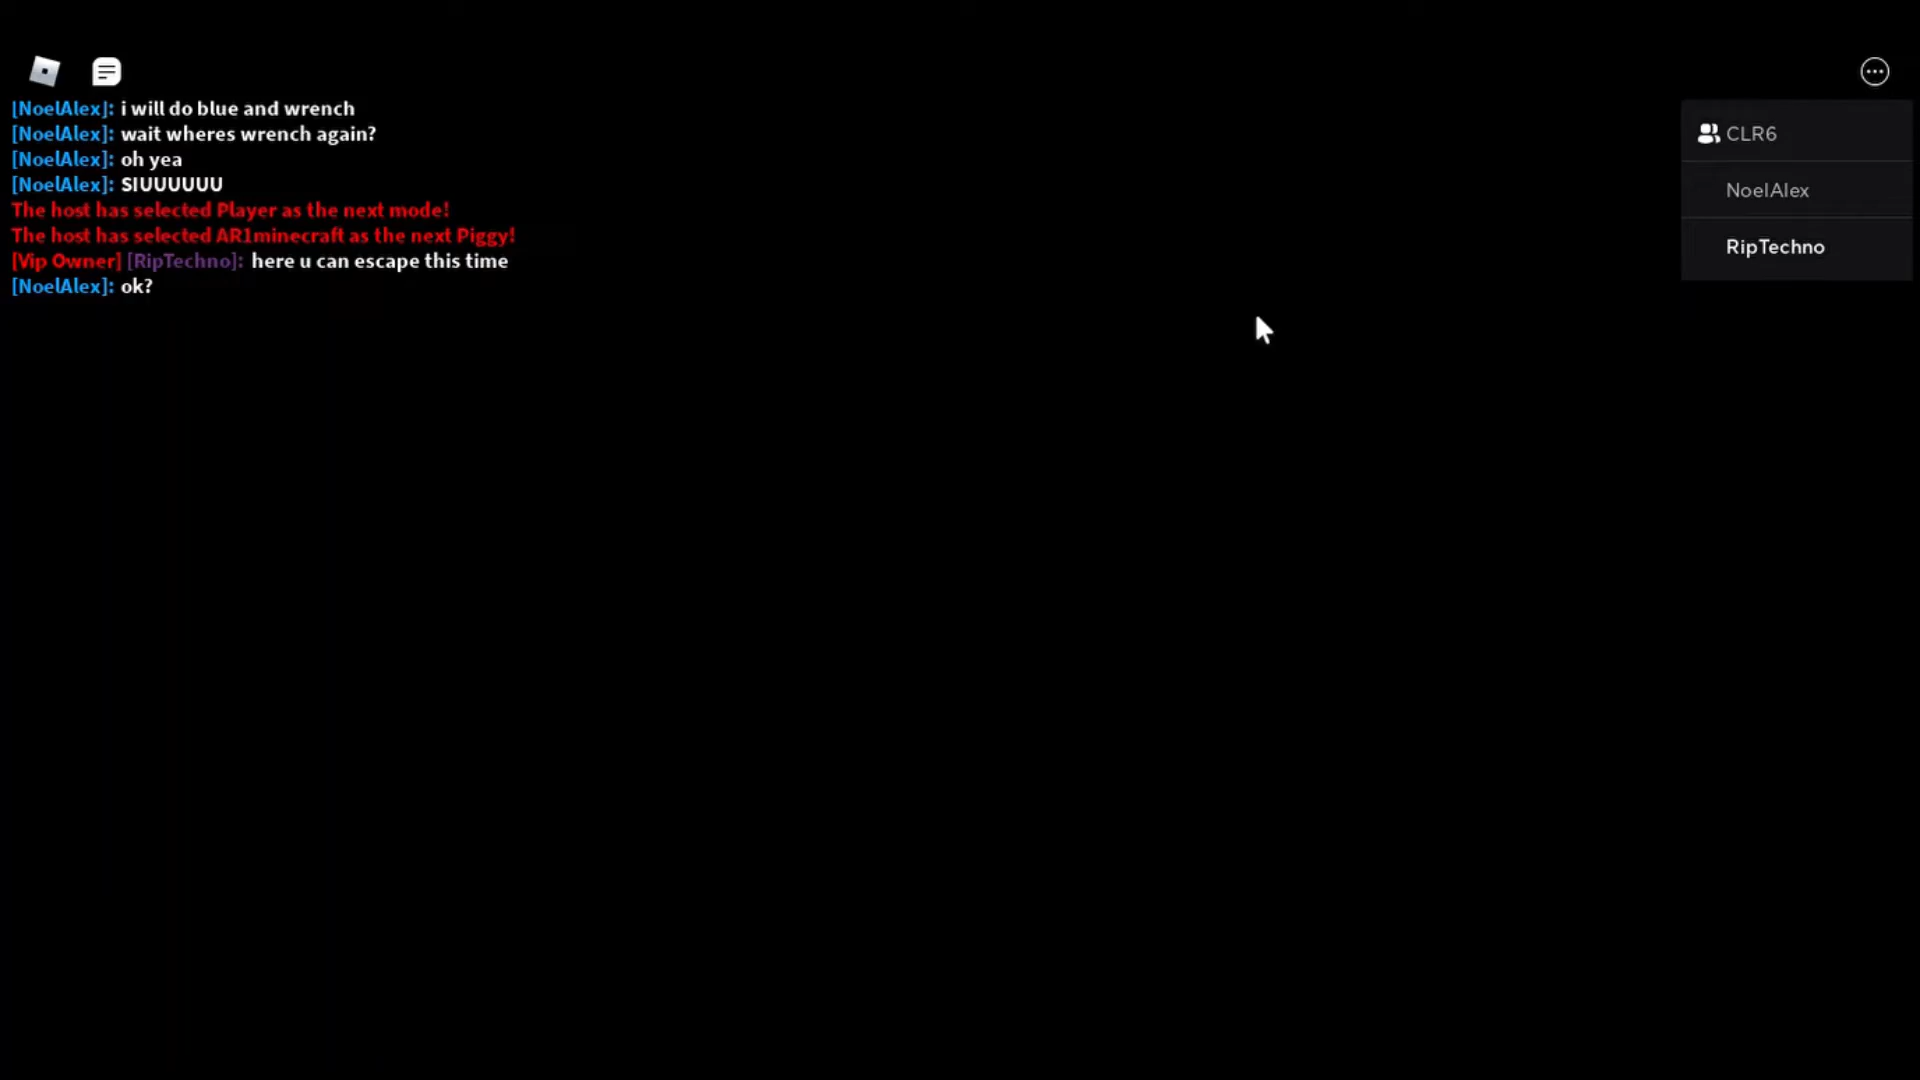 [NoelAlex]: i will do blue and wrench
[NoelAlex]: wait wheres wrench again?
[NoelAlex]: oh yea
[NoelAlex]: SIUUUUUU
The host has selected Player as the next mode!
The host has selected AR1minecraft as the next Piggy!
[Vip Owner] [RipTechno]: here u can escape this time
[NoelAlex]: ok?
CLR6
NoelAlex
RipTechno